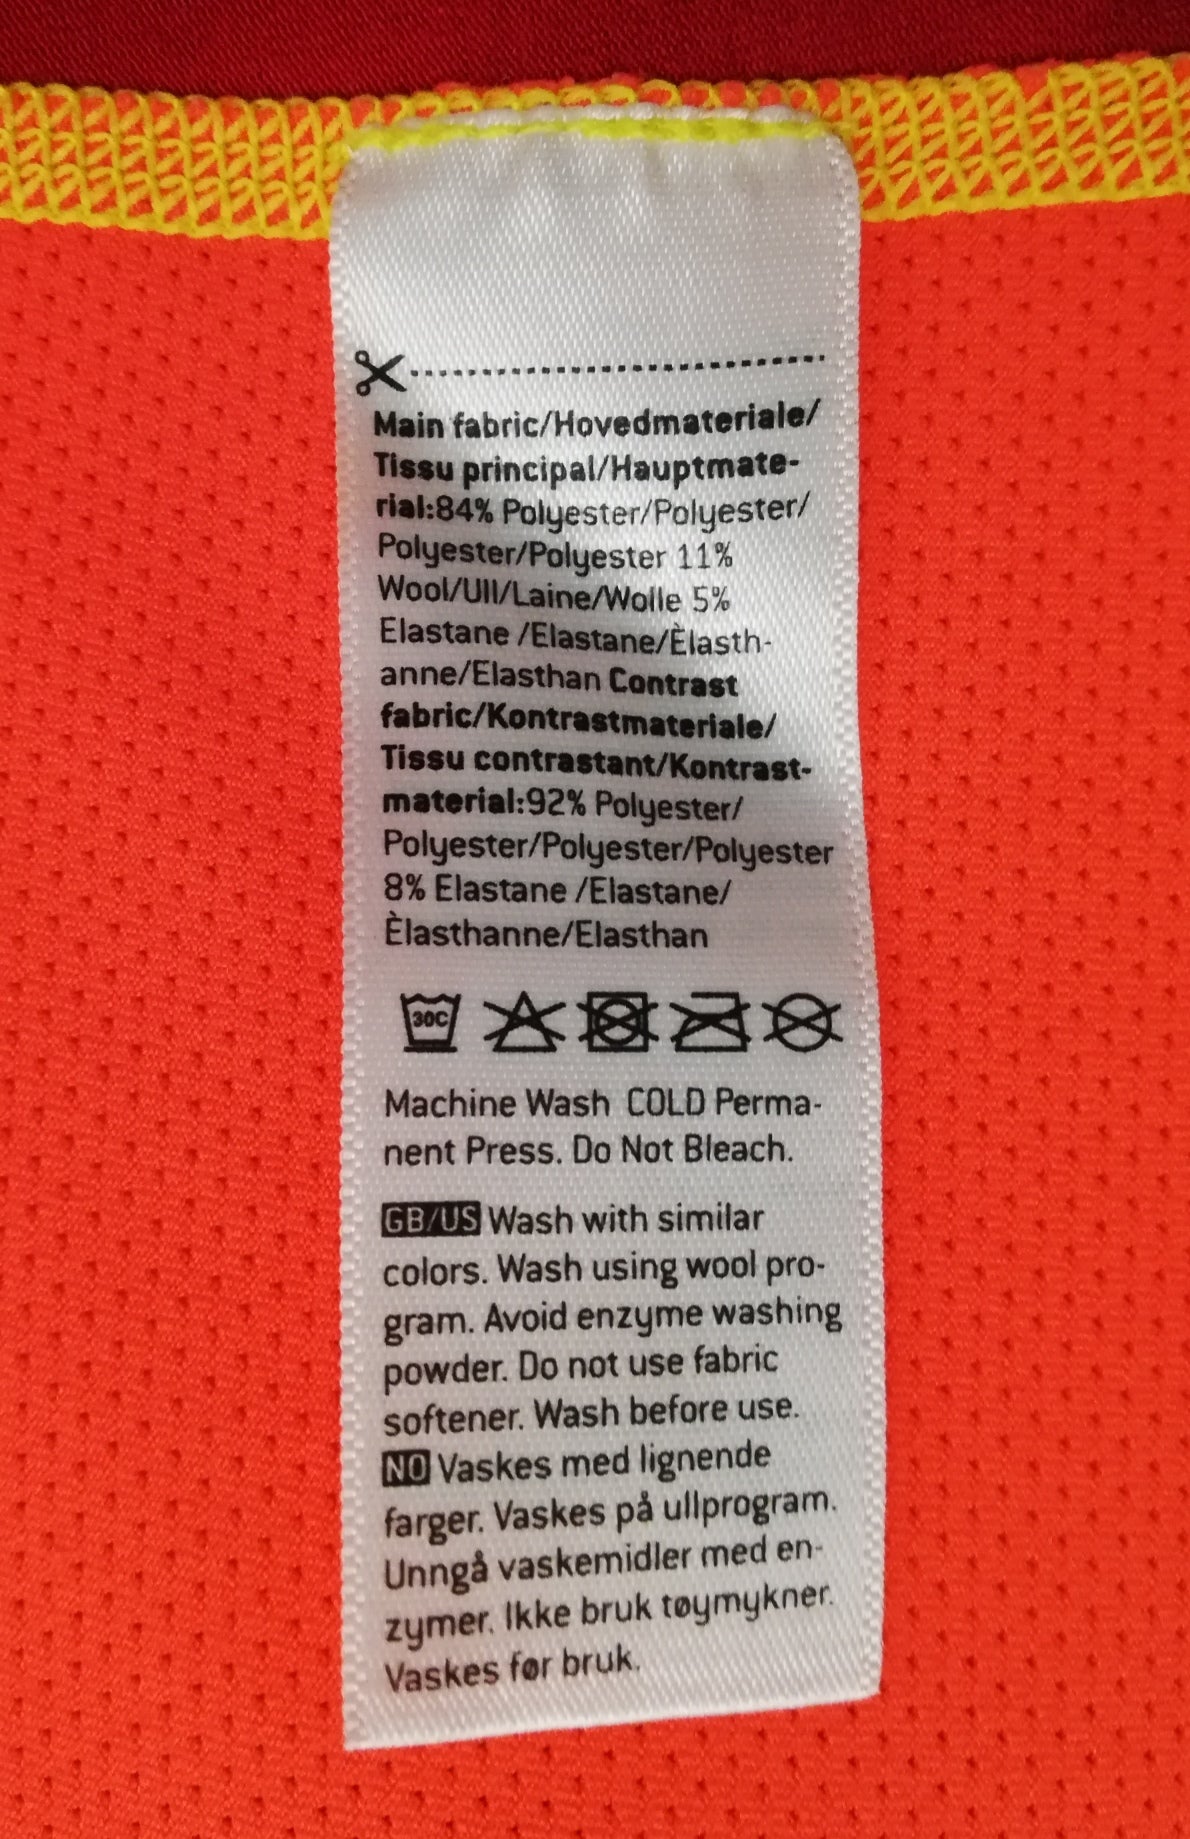 Main fabric/Hovedmateriale/
Tissu principal/Hauptmate-
rial:84% Polyester/Polyester/
Polyester/Polyester 11%
Wool/Ull/Laine/Wolle 5%
Elastane /Elastane/Èlasth-
anne/Elasthan Contrast
fabric/Kontrastmateriale/
Tissu contrastant/Kontrast-
material:92% Polyester/
Polyester/Polyester/Polyester
8% Elastane /Elastane/
Èlasthanne/Elasthan
30C
Machine Wash COLD Perma-
nent Press. Do Not Bleach.
GB/US Wash with similar
colors. Wash using wool pro-
gram. Avoid enzyme washing
powder. Do not use fabric
softener. Wash before use.
NO Vaskes med lignende
farger. Vaskes på ullprogram.
Unngå vaskemidler med en-
zymer. Ikke bruk tøymykner.
Vaskes før bruk.